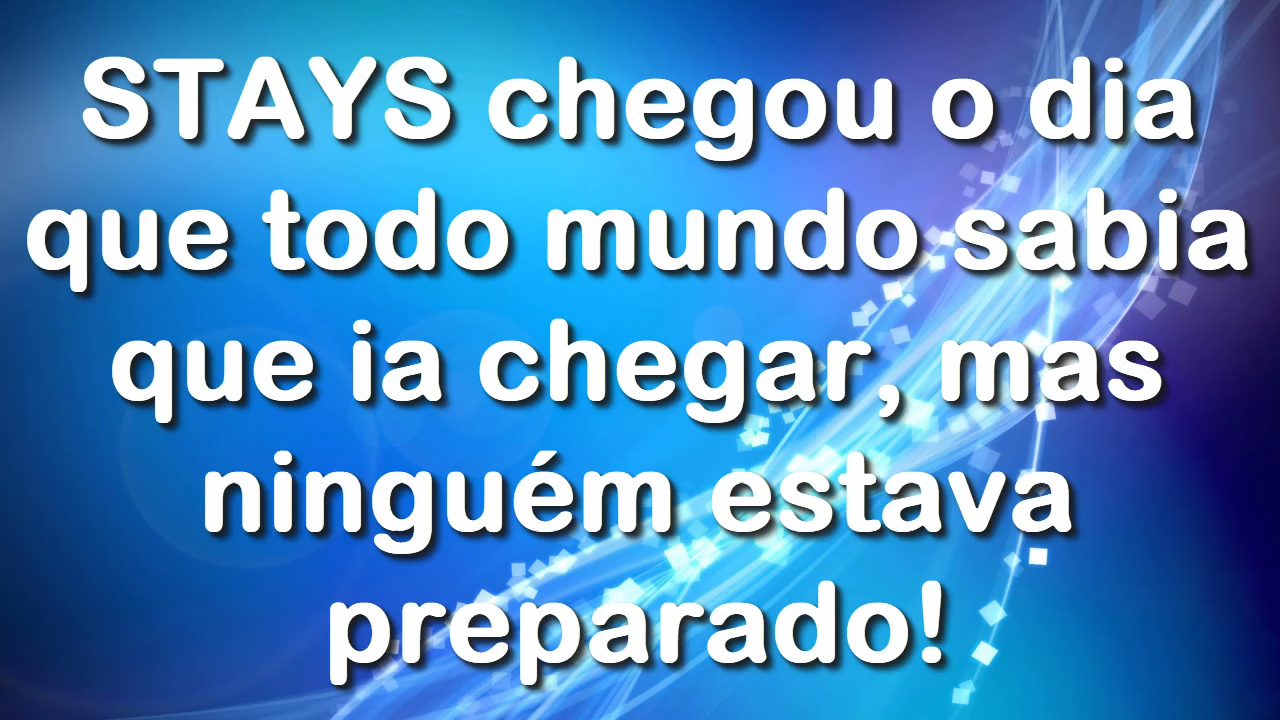 STAYS chegou o dia
que todo mundo sabia
que ia chegar, mas
ninguém estava
preparado!